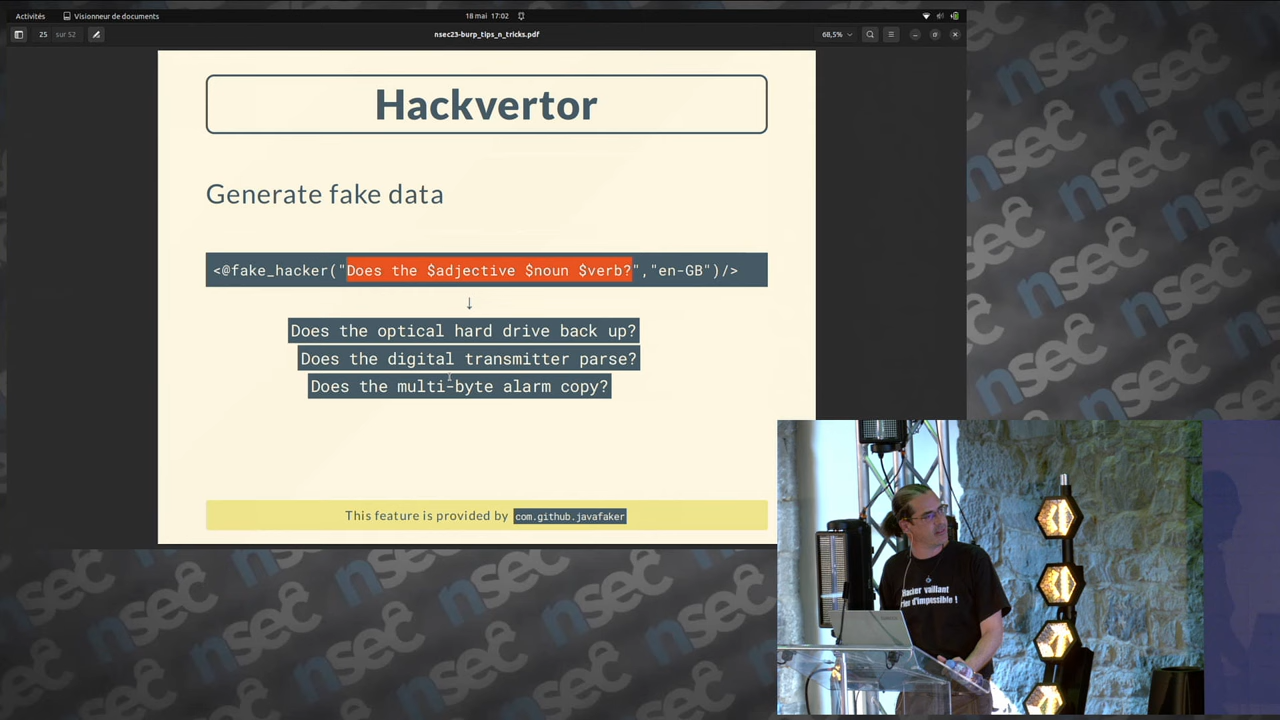 Activités
Visionneur de documents
18 mai 17:02
25 sur 52
nsec23-burp_tips_n_tricks.pdf
68,5%
Hackvertor
Generate fake data
<@fake_hacker("Does the $adjective $noun $verb?","en-GB")/>
↓
Does the optical hard drive back up?
Does the digital transmitter parse?
Does the multi-byte alarm copy?
This feature is provided by com.github.javafaker
Hacker vaillant
d'impossible !
nsec